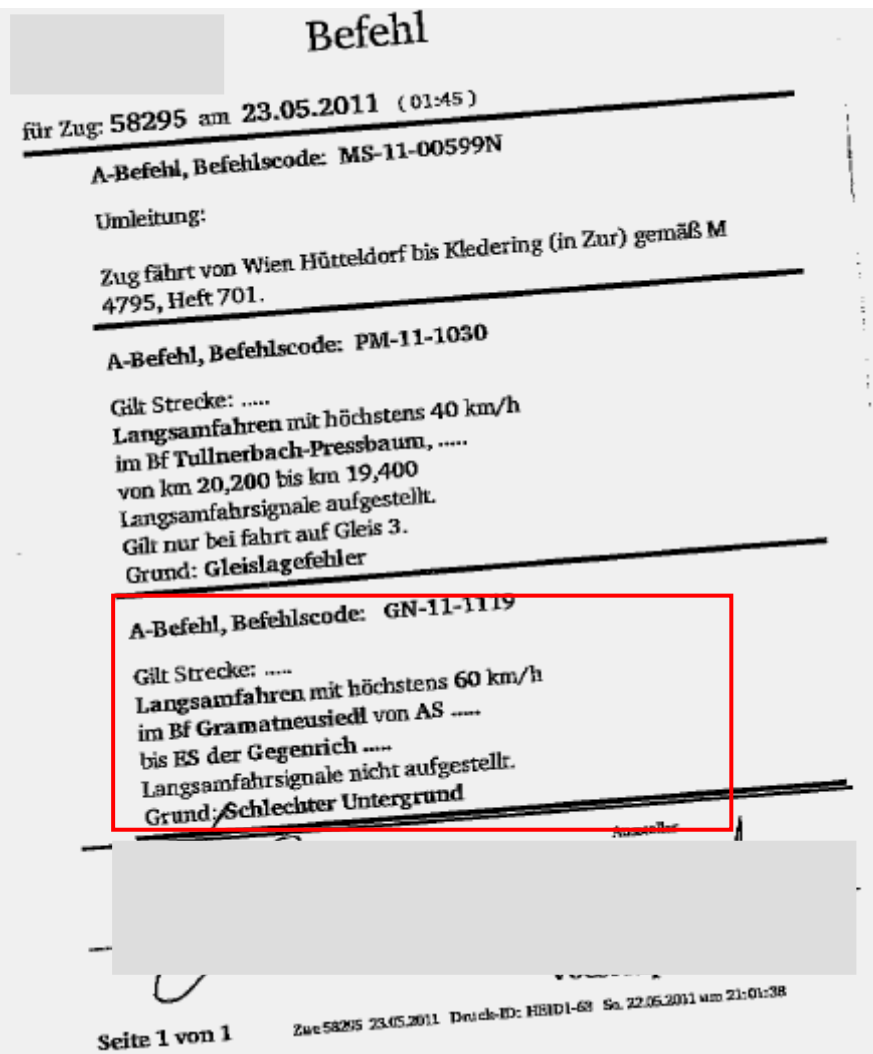 Befehl
für Zug: 58295 am 23.05.2011 (01:45)
A-Befehl, Befehlscode: MS-11-00599N
Umleitung:
Zug fährt von Wien Hütteldorf bis Kledering (in Zur) gemäß M
4795, Heft 701.
A-Befehl, Befehlscode: PM-11-1030
Gilt Strecke: .....
Langsamfahren mit höchstens 40 km/h
im Bf Tullnerbach-Pressbaum, .....
von km 20,200 bis km 19,400
Langsamfahrsignale aufgestellt.
Gilt nur bei fahrt auf Gleis 3.
Grund: Gleislagefehler
A-Befehl, Befehlscode: GN-11-1119
Gilt Strecke: .....
Langsamfahren mit höchstens 60 km/h
im Bf Gramatneusiedl von AS .....
bis ES der Gegenrich .....
Langsamfahrsignale nicht aufgestellt.
Grund: Schlechter Untergrund
Aussteller
Seite 1 von 1
Zug 58295 23.05.2011 Druck-ID: HEIDI-68 So. 22.05.2011 um 21:01:38